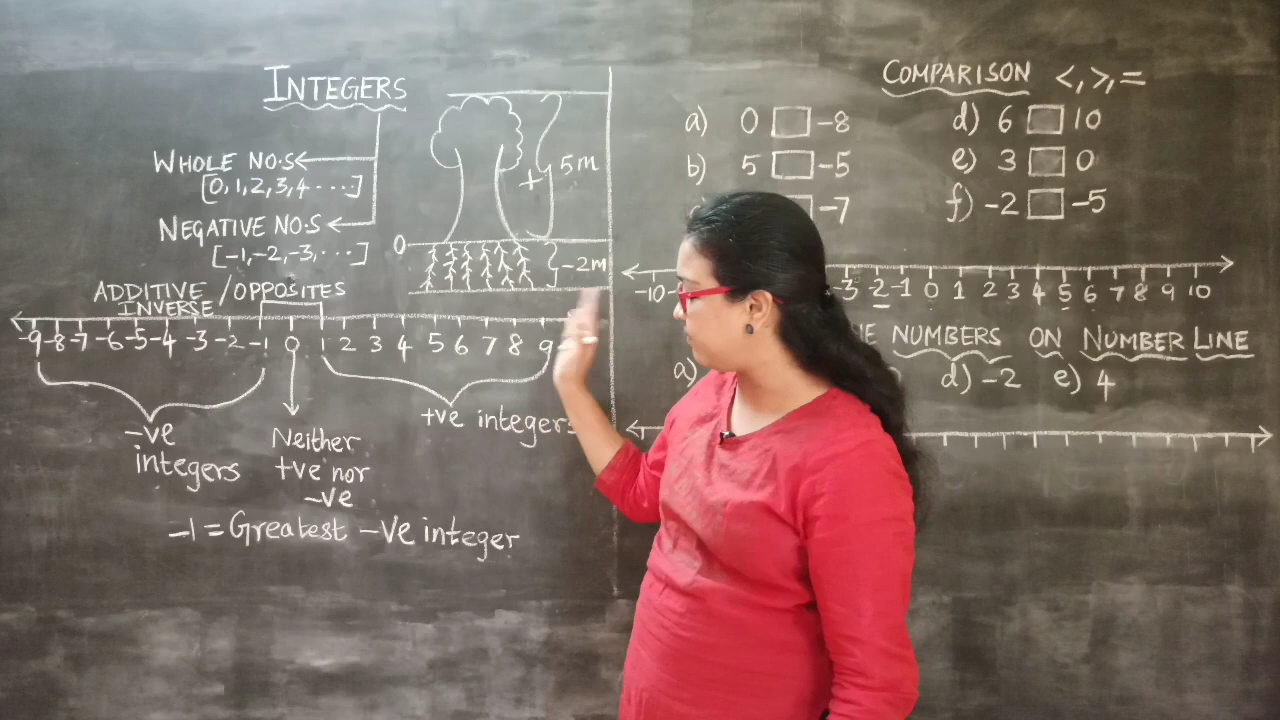 INTEGERS
WHOLE NO.S
[0, 1, 2, 3, 4 ....]
NEGATIVE NO.S
[-1, -2, -3, ...]
+ 5m
0
-2m
ADDITIVE / OPPOSITES
INVERSE
-9 -8 -7 -6 -5 -4 -3 -2 -1 0 1 2 3 4 5 6 7 8 9
-ve
integers
Neither
+ve nor
-ve
+ve integers
-1 = Greatest -ve integer
COMPARISON <, >, =
a) 0 □ -8
b) 5 □ -5
□ -7
d) 6 □ 10
e) 3 □ 0
f) -2 □ -5
-10 -3 -2 -1 0 1 2 3 4 5 6 7 8 9 10
NUMBERS ON NUMBER LINE
a) d) -2 e) 4